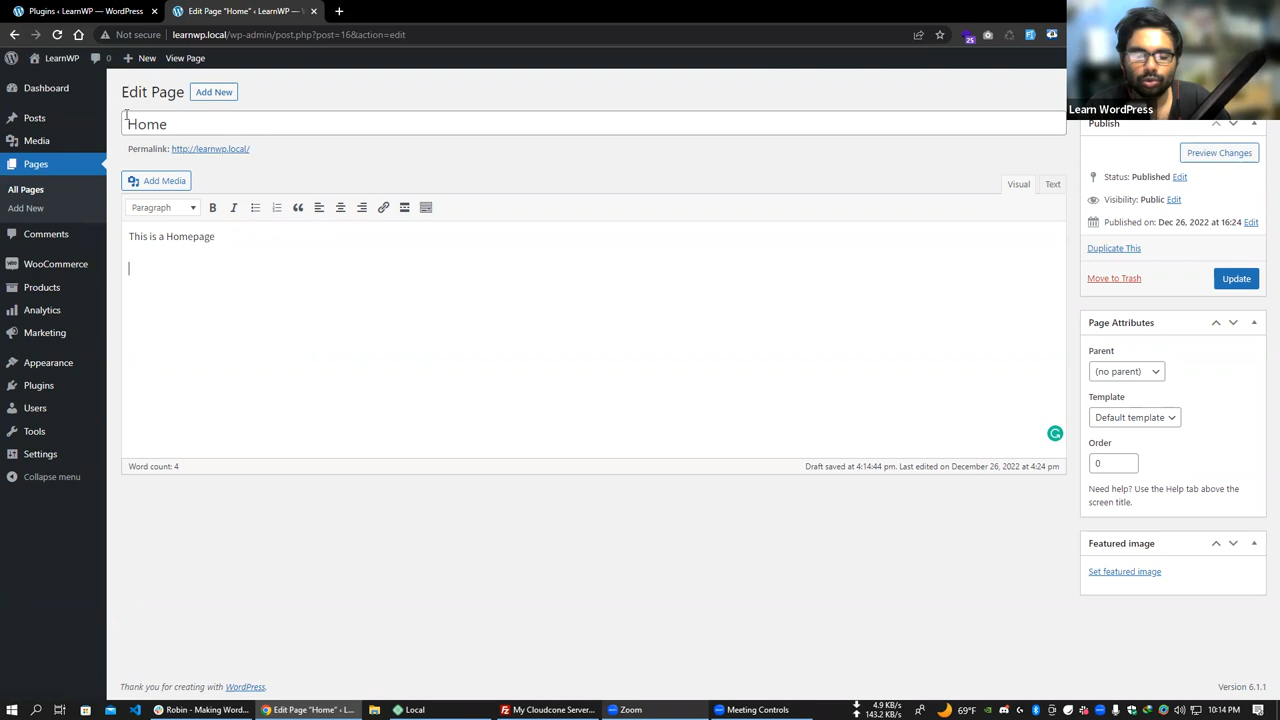 Plugins ‹ LearnWP — WordPress
Edit Page "Home" ‹ LearnWP — W
Not secure
learnwp.local/wp-admin/post.php?post=16&action=edit
25
LearnWP
0
New
View Page
Learn WordPress
Dashboard
Posts
Media
Pages
All Pages
Add New
Comments
WooCommerce
Products
Analytics
Marketing
Appearance
Plugins
Users
Tools
Settings
Collapse menu
Edit Page
Add New
Home
Permalink: http://learnwp.local/
Add Media
Visual
Text
Paragraph
B I
This is a Homepage
Word count: 4
Draft saved at 4:14:44 pm. Last edited on December 26, 2022 at 4:24 pm
Publish
Preview Changes
Status: Published Edit
Visibility: Public Edit
Published on: Dec 26, 2022 at 16:24 Edit
Duplicate This
Move to Trash
Update
Page Attributes
Parent
(no parent)
Template
Default template
Order
0
Need help? Use the Help tab above the
screen title.
Featured image
Set featured image
Thank you for creating with WordPress.
Version 6.1.1
Robin - Making Word...
Edit Page "Home" ‹ L...
Local
My Cloudcone Server...
Zoom
Meeting Controls
4.9 KB/s
143.2 KB/s
69°F
10:14 PM